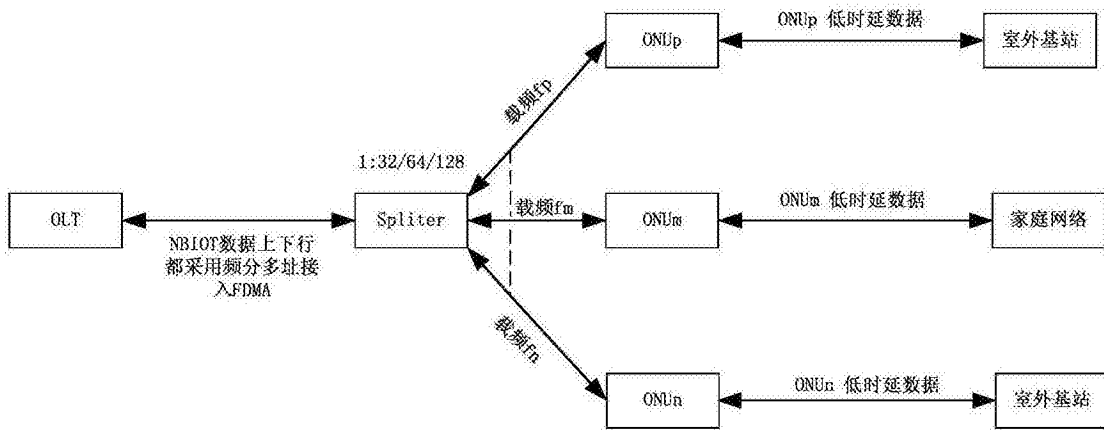 ONUp
ONUp 低时延数据
室外基站
载频fp
1:32/64/128
OLT
Spliter
载频fm
ONUm
ONUm 低时延数据
家庭网络
NBIOT数据上下行
都采用频分多址接
入FDMA
载频fn
ONUn
ONUn 低时延数据
室外基站